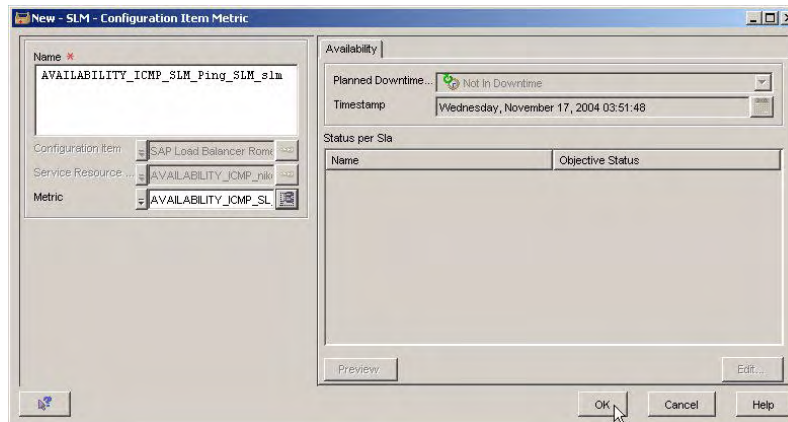 New - SLM - Configuration Item Metric
Name *
AVAILABILITY_ICMP_SLM_Ping_SLM_slm
Configuration Item
SAP Load Balancer Rome
Service Resource ...
AVAILABILITY_ICMP_niko
Metric
AVAILABILITY_ICMP_SL
Availability
Planned Downtime...
Not In Downtime
Timestamp
Wednesday, November 17, 2004 03:51:48
Status per Sla
Name
Objective Status
Preview
Edit...
OK
Cancel
Help